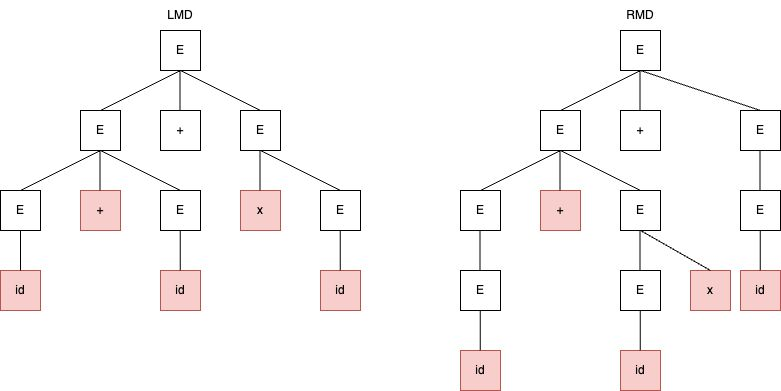 LMD RMD
E E
E + E E + E
E + E x E E + E E
id id id E E x id
id id